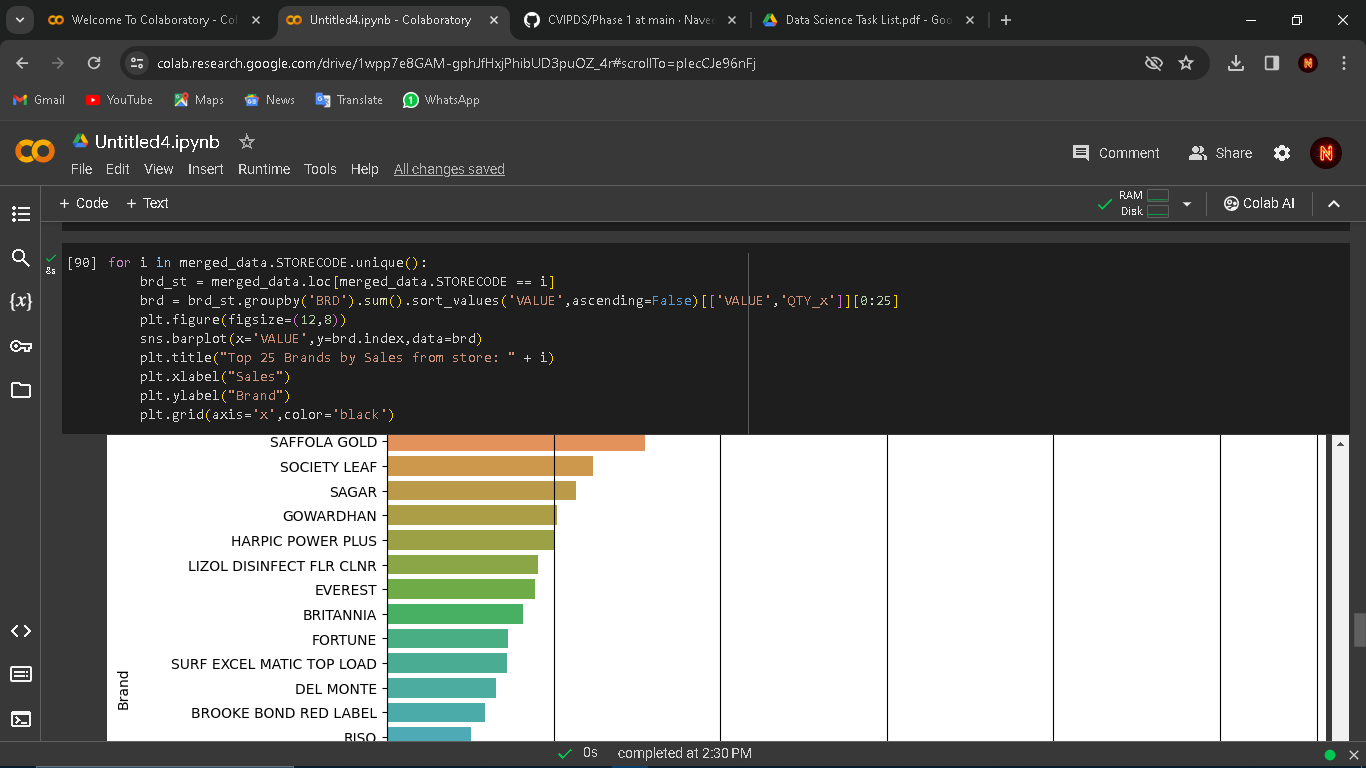 Welcome To Colaboratory - Col
Untitled4.ipynb - Colaboratory
CVIPDS/Phase 1 at main · Navee
Data Science Task List.pdf - Goo
colab.research.google.com/drive/1wpp7e8GAM-gphJfHxjPhibUD3puOZ_4r#scrollTo=pIecCJe96nFj
N
Gmail YouTube Maps News Translate WhatsApp
Untitled4.ipynb
Comment Share N
File Edit View Insert Runtime Tools Help All changes saved
+ Code + Text
RAM
Disk
Colab AI
8s
[90] for i in merged_data.STORECODE.unique():
brd_st = merged_data.loc[merged_data.STORECODE == i]
brd = brd_st.groupby('BRD').sum().sort_values('VALUE',ascending=False)[['VALUE','QTY_x']][0:25]
plt.figure(figsize=(12,8))
sns.barplot(x='VALUE',y=brd.index,data=brd)
plt.title("Top 25 Brands by Sales from store: " + i)
plt.xlabel("Sales")
plt.ylabel("Brand")
plt.grid(axis='x',color='black')
{x}
SAFFOLA GOLD
SOCIETY LEAF
SAGAR
GOWARDHAN
HARPIC POWER PLUS
LIZOL DISINFECT FLR CLNR
EVEREST
BRITANNIA
FORTUNE
SURF EXCEL MATIC TOP LOAD
DEL MONTE
BROOKE BOND RED LABEL
RISO
Brand
0s completed at 2:30 PM